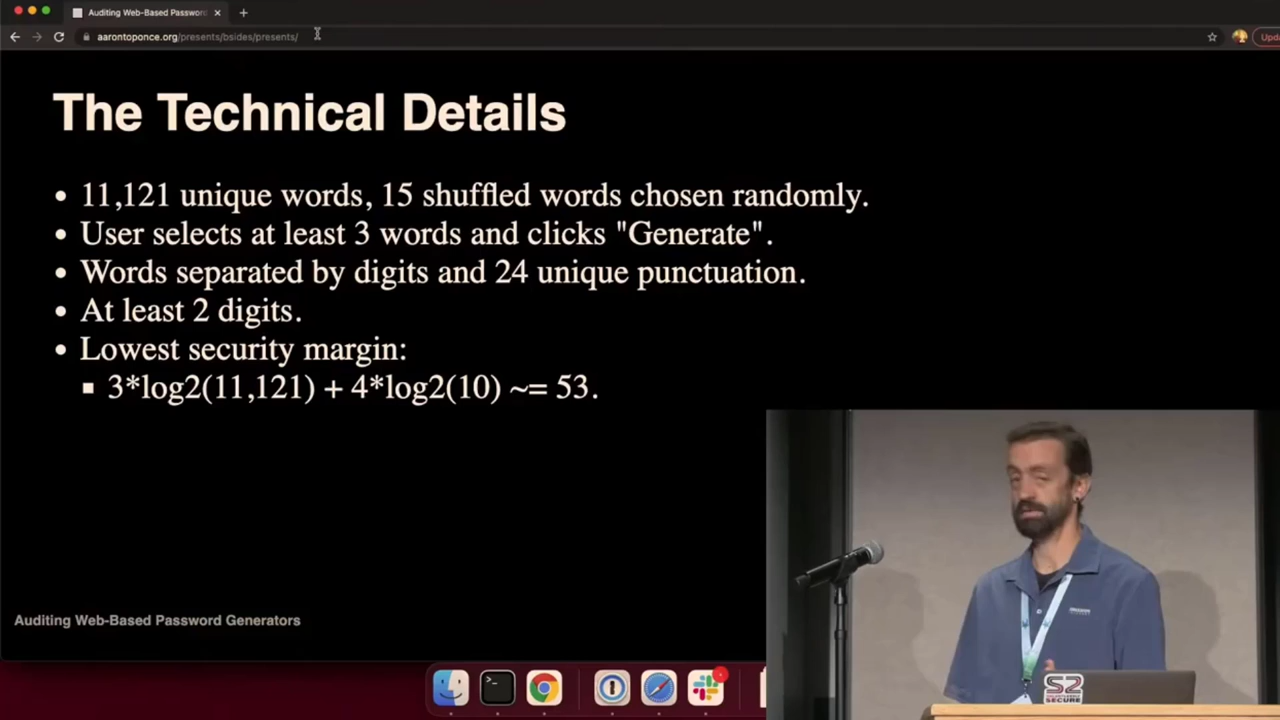 Auditing Web-Based Passwor
aarontoponce.org/presents/bsides/presents/
Upd
The Technical Details
• 11,121 unique words, 15 shuffled words chosen randomly.
• User selects at least 3 words and clicks "Generate".
• Words separated by digits and 24 unique punctuation.
• At least 2 digits.
• Lowest security margin:
▪ 3*log2(11,121) + 4*log2(10) ~= 53.
Auditing Web-Based Password Generators
S2
SECURE